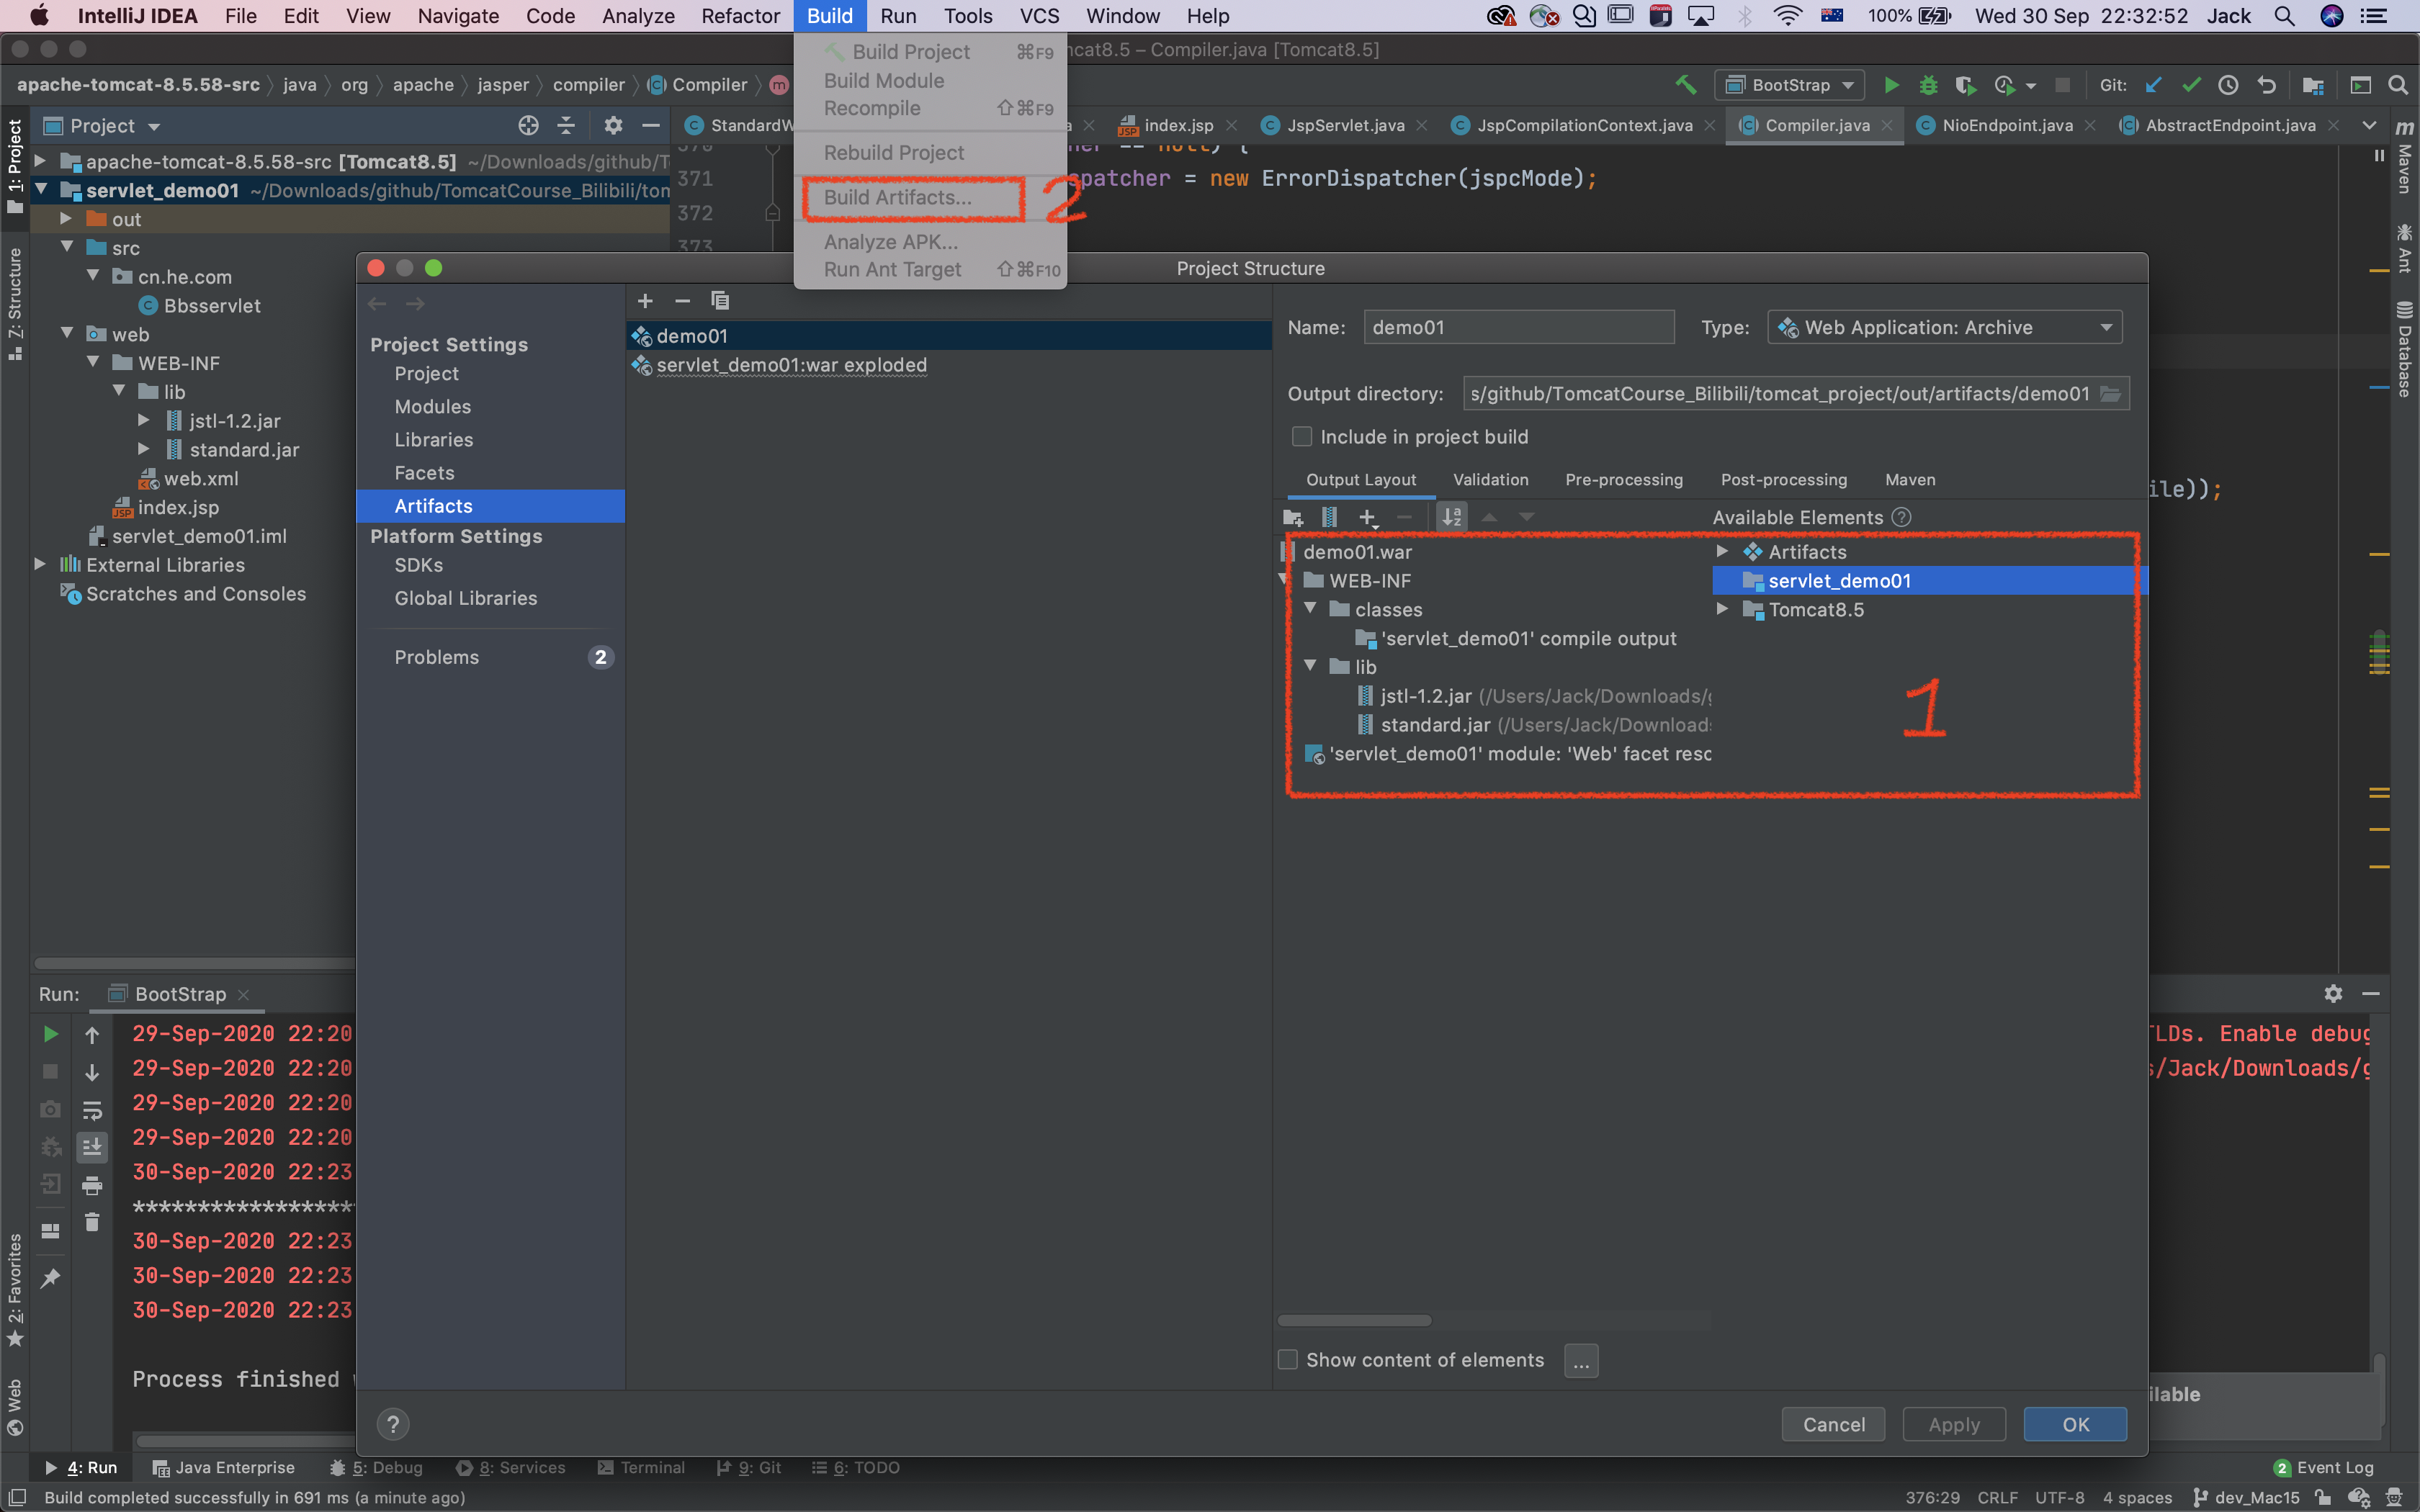 IntelliJ IDEA File Edit View Navigate Code Analyze Refactor Build Run Tools VCS Window Help 100% Wed 30 Sep 22:32:52 Jack
Tomcat8.5 – Compiler.java [Tomcat8.5]
apache-tomcat-8.5.58-src java org apache jasper compiler Compiler m BootStrap Git:
Build Project ⌘F9
Build Module
Recompile ⇧⌘F9
Rebuild Project
Build Artifacts...
2
Analyze APK...
Run Ant Target ⇧⌘F10
Project
index.jsp JspServlet.java JspCompilationContext.java Compiler.java NioEndpoint.java AbstractEndpoint.java
1: Project
Z: Structure
2: Favorites
Web
Maven
Ant
Database
apache-tomcat-8.5.58-src [Tomcat8.5] ~/Downloads/github/T
servlet_demo01 ~/Downloads/github/TomcatCourse_Bilibili/tom
out
src
cn.he.com
Bbsservlet
web
WEB-INF
lib
jstl-1.2.jar
standard.jar
web.xml
index.jsp
servlet_demo01.iml
External Libraries
Scratches and Consoles
371 patcher = new ErrorDispatcher(jspcMode);
372
373
ile));
Project Structure
Project Settings
Project
Modules
Libraries
Facets
Artifacts
Platform Settings
SDKs
Global Libraries
Problems 2
demo01
servlet_demo01:war exploded
Name: demo01 Type: Web Application: Archive
Output directory: s/github/TomcatCourse_Bilibili/tomcat_project/out/artifacts/demo01
Include in project build
Output Layout Validation Pre-processing Post-processing Maven
Available Elements
demo01.war
WEB-INF
classes
'servlet_demo01' compile output
lib
jstl-1.2.jar (/Users/Jack/Downloads/g
standard.jar (/Users/Jack/Downloads
'servlet_demo01' module: 'Web' facet resc
Artifacts
servlet_demo01
Tomcat8.5
1
Show content of elements ...
? Cancel Apply OK
Run: BootStrap
29-Sep-2020 22:20
29-Sep-2020 22:20
29-Sep-2020 22:20
29-Sep-2020 22:20
30-Sep-2020 22:23
*****************
30-Sep-2020 22:23
30-Sep-2020 22:23
30-Sep-2020 22:23
Process finished
TLDs. Enable debug
s/Jack/Downloads/g
ilable
4: Run Java Enterprise 5: Debug 8: Services Terminal 9: Git 6: TODO 2 Event Log
Build completed successfully in 691 ms (a minute ago) 376:29 CRLF UTF-8 4 spaces dev_Mac15